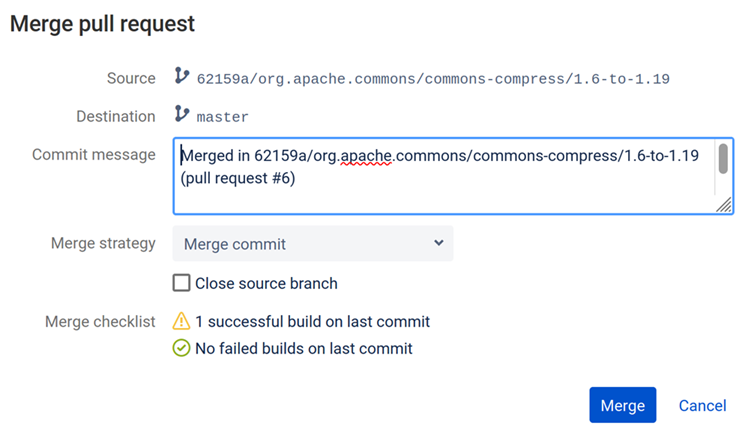 Merge pull request
Source 62159a/org.apache.commons/commons-compress/1.6-to-1.19
Destination master
Commit message Merged in 62159a/org.apache.commons/commons-compress/1.6-to-1.19
(pull request #6)
Merge strategy Merge commit
Close source branch
Merge checklist 1 successful build on last commit
No failed builds on last commit
Merge Cancel